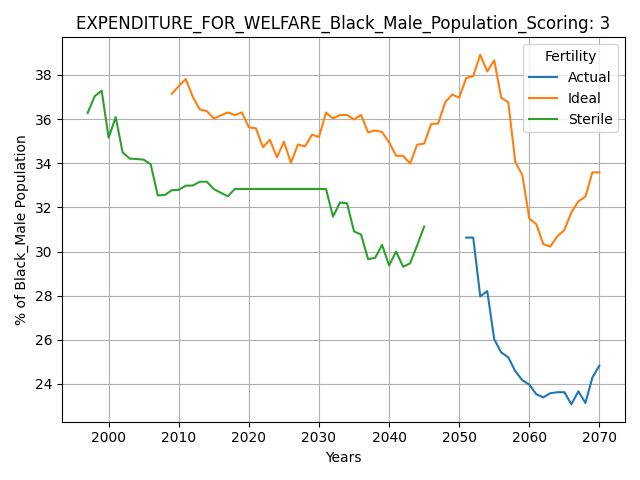 EXPENDITURE_FOR_WELFARE_Black_Male_Population_Scoring: 3
Fertility
Actual
Ideal
Sterile
% of Black_Male Population
38
36
34
32
30
28
26
24
2000 2010 2020 2030 2040 2050 2060 2070
Years